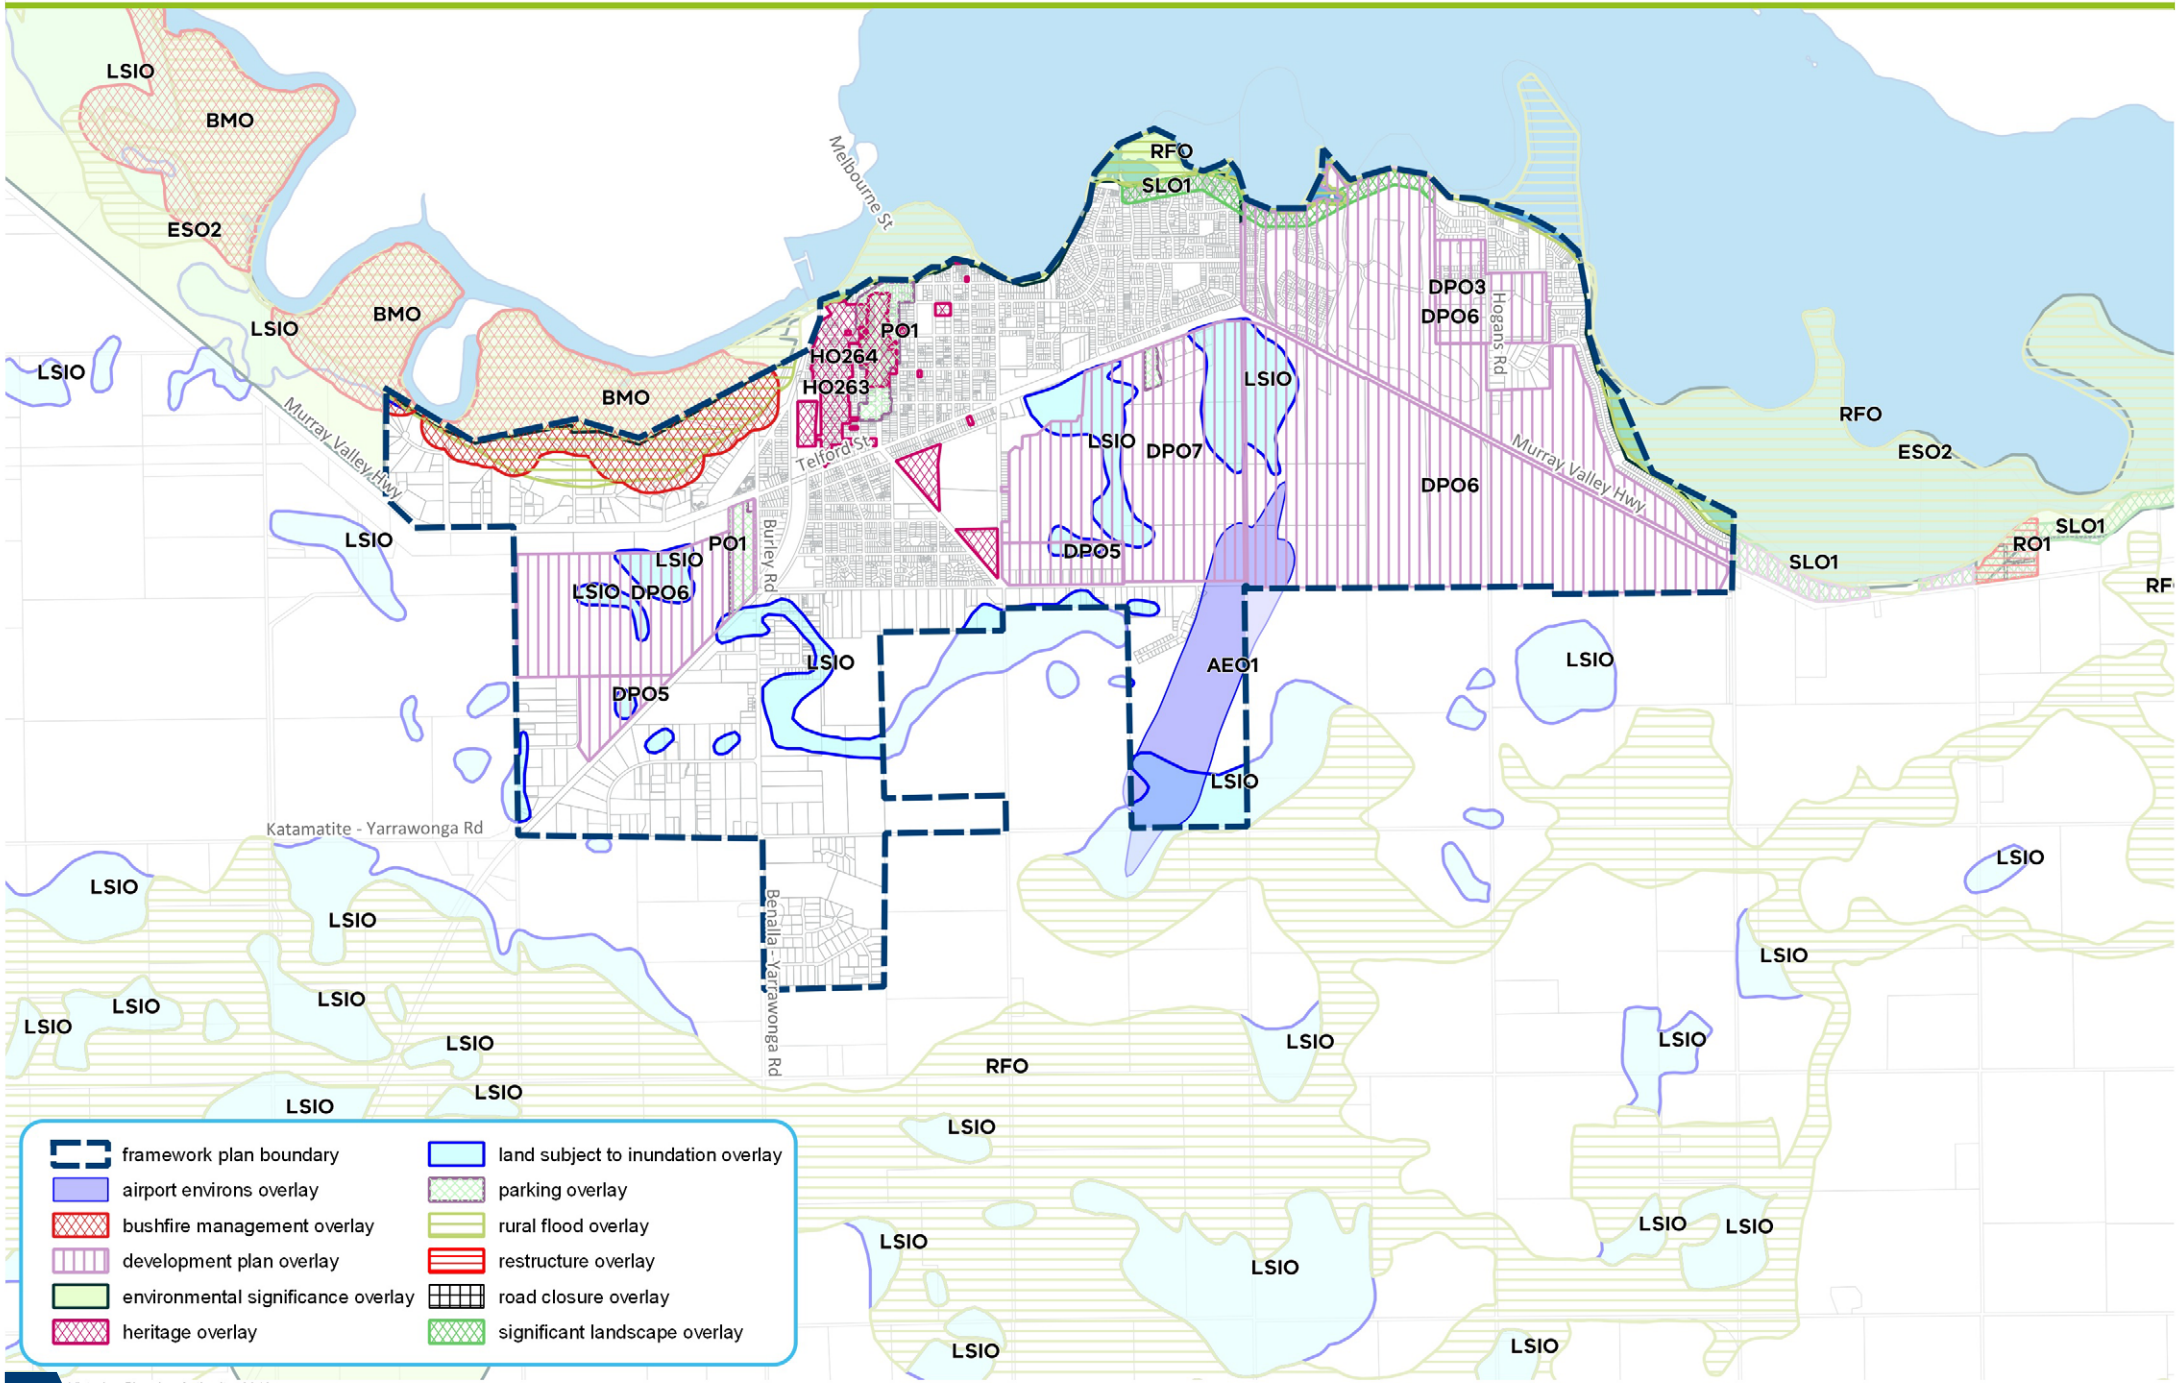 LSIO
BMO
RFO
Melbourne St
SLO1
ESO2
DPO3
BMO
DPO6
Hogans Rd
LSIO
PO1
HO264
LSIO
LSIO
HO263
BMO
Murray Valley Hwy
RFO
LSIO
DPO7
Telford St
ESO2
Murray Valley Hwy
DPO6
SLO1
LSIO
PO1
Burley Rd
DPO5
RO1
LSIO
SLO1
LSIO
DPO6
RF
LSIO
AEO1
LSIO
DPO5
LSIO
Katamatite - Yarrawonga Rd
LSIO
LSIO
LSIO
Benalla - Yarrawonga Rd
LSIO
LSIO
LSIO
LSIO
LSIO
LSIO
LSIO
LSIO
RFO
LSIO
LSIO
LSIO
LSIO
LSIO
LSIO
LSIO
LSIO
LSIO
framework plan boundary
airport environs overlay
bushfire management overlay
development plan overlay
environmental significance overlay
heritage overlay
land subject to inundation overlay
parking overlay
rural flood overlay
restructure overlay
road closure overlay
significant landscape overlay